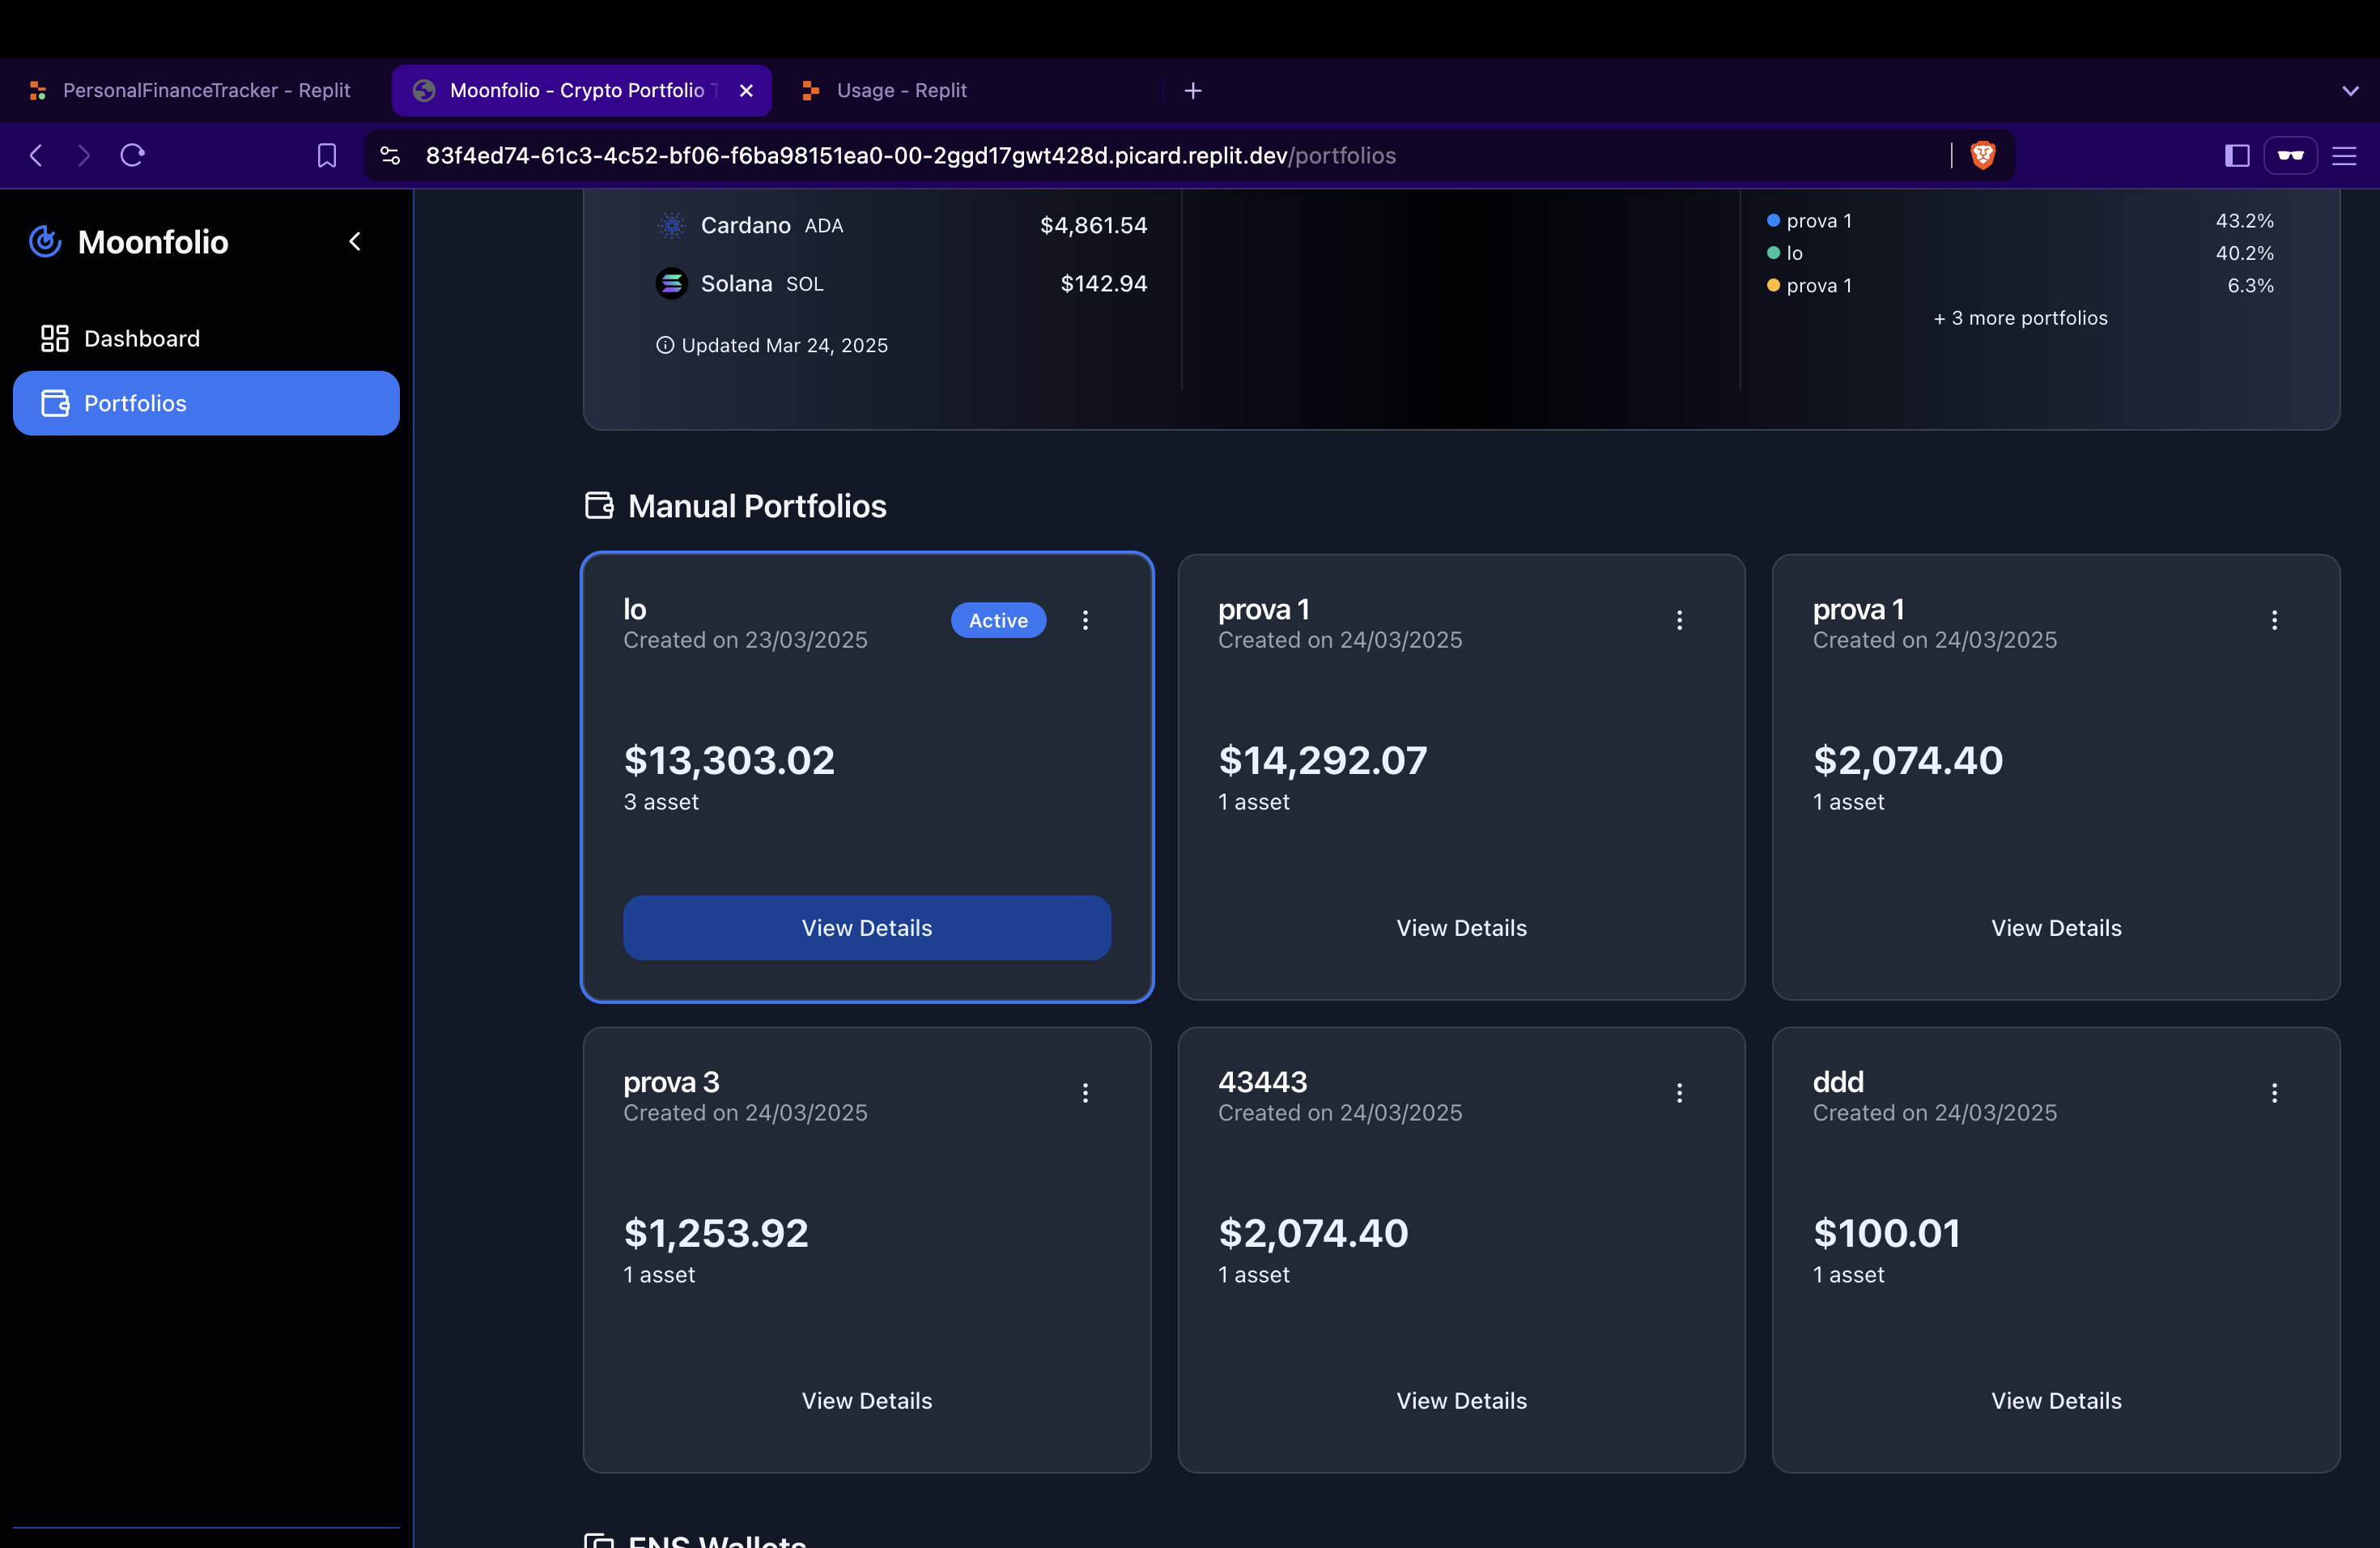 PersonalFinanceTracker - Replit
Moonfolio - Crypto Portfolio
Usage - Replit
83f4ed74-61c3-4c52-bf06-f6ba98151ea0-00-2ggd17gwt428d.picard.replit.dev/portfolios
Moonfolio
Dashboard
Portfolios
Cardano ADA $4,861.54
Solana SOL $142.94
Updated Mar 24, 2025
prova 1 43.2%
lo 40.2%
prova 1 6.3%
+ 3 more portfolios
Manual Portfolios
lo
Created on 23/03/2025
Active
$13,303.02
3 asset
View Details
prova 1
Created on 24/03/2025
$14,292.07
1 asset
View Details
prova 1
Created on 24/03/2025
$2,074.40
1 asset
View Details
prova 3
Created on 24/03/2025
$1,253.92
1 asset
View Details
43443
Created on 24/03/2025
$2,074.40
1 asset
View Details
ddd
Created on 24/03/2025
$100.01
1 asset
View Details
ENS Wallets